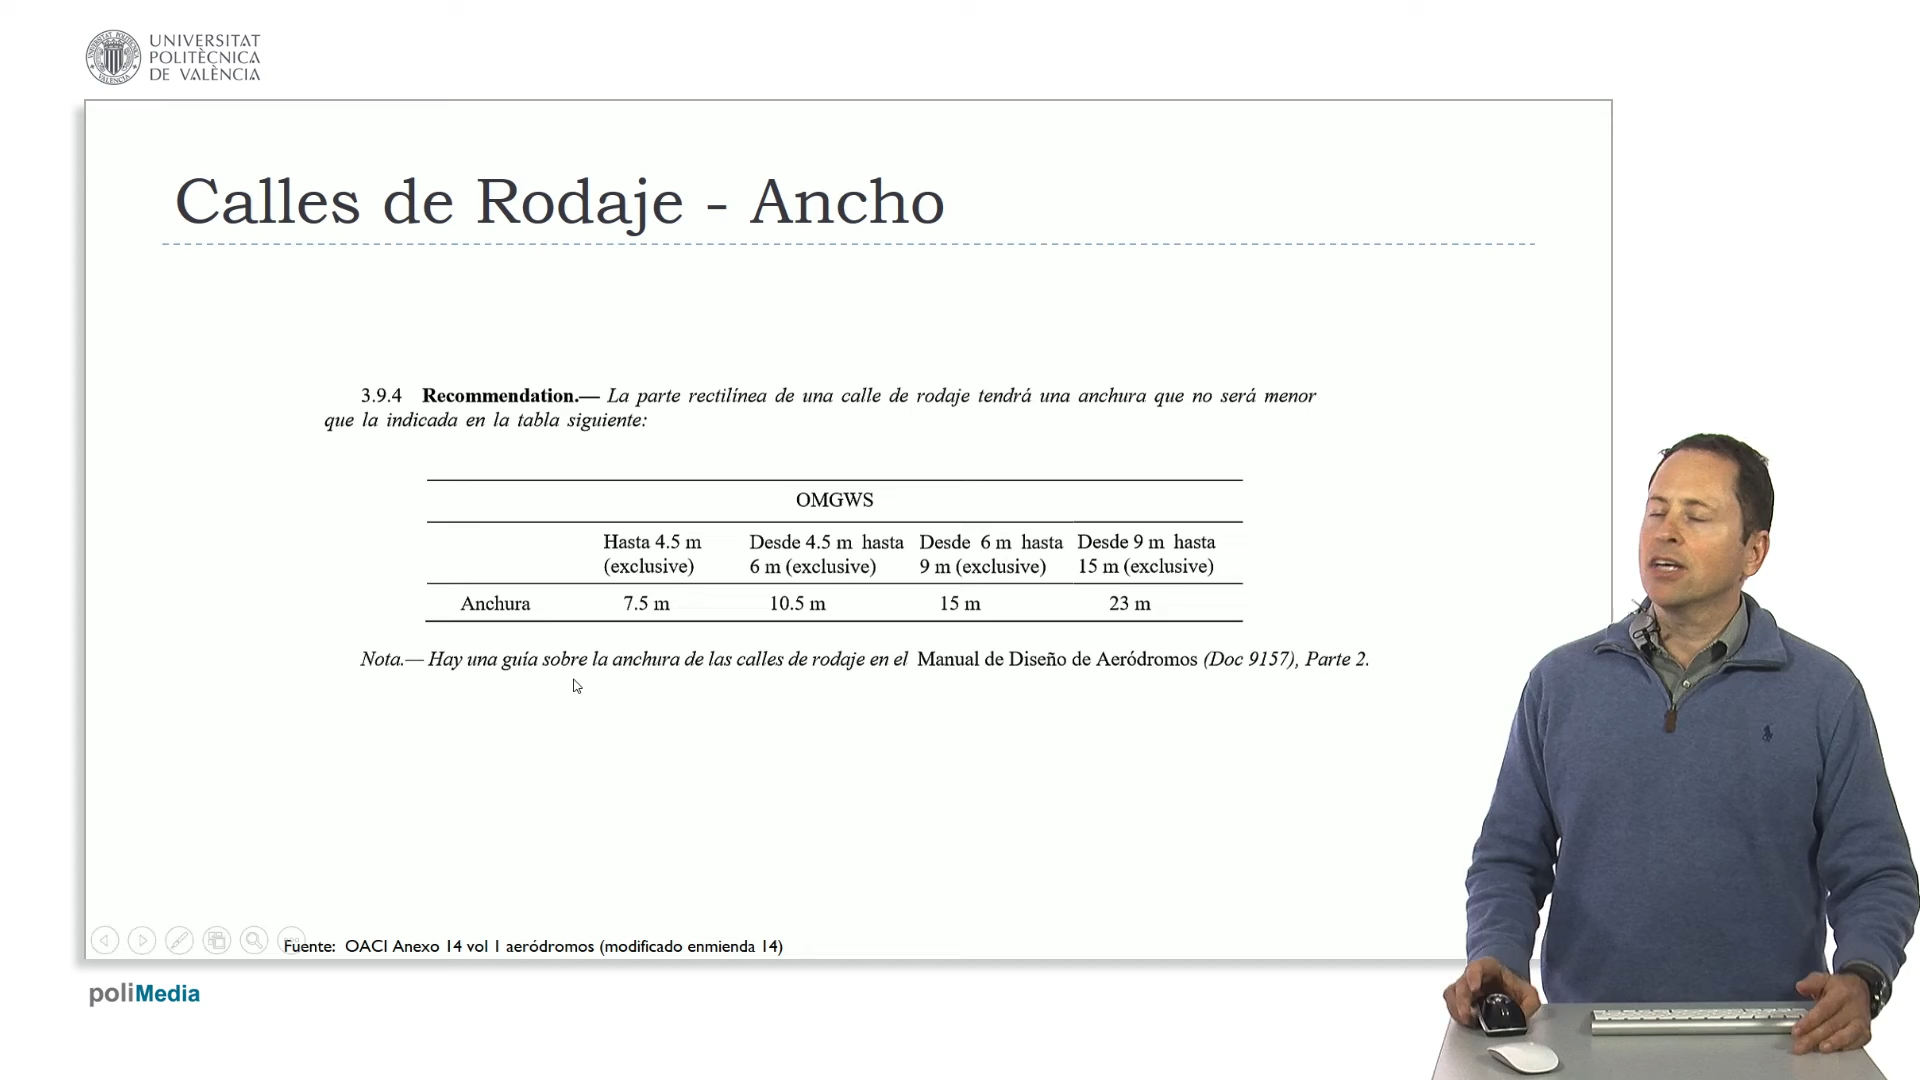 UNIVERSITAT
POLITÈCNICA
DE VALÈNCIA
Calles de Rodaje - Ancho
3.9.4 Recommendation.— La parte rectilínea de una calle de rodaje tendrá una anchura que no será menor
que la indicada en la tabla siguiente:
OMGWS
Hasta 4.5 m Desde 4.5 m hasta Desde 6 m hasta Desde 9 m hasta
(exclusive) 6 m (exclusive) 9 m (exclusive) 15 m (exclusive)
Anchura 7.5 m 10.5 m 15 m 23 m
Nota.— Hay una guía sobre la anchura de las calles de rodaje en el Manual de Diseño de Aeródromos (Doc 9157), Parte 2.
Fuente: OACI Anexo 14 vol 1 aeródromos (modificado enmienda 14)
poliMedia